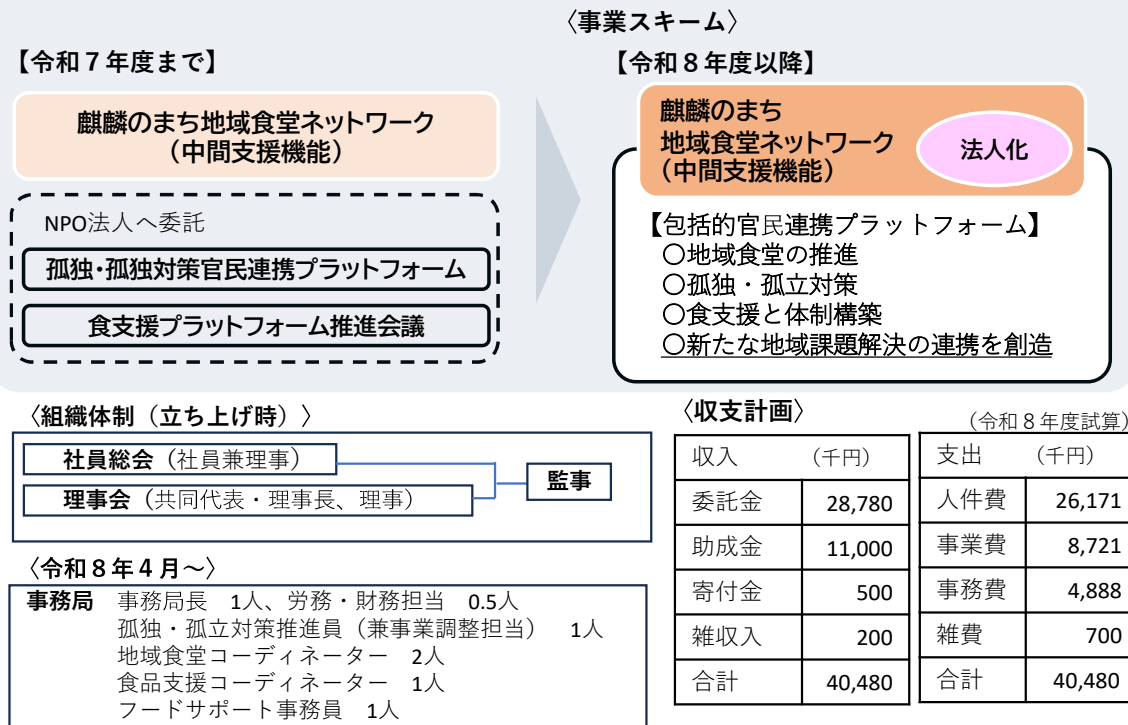 〈事業スキーム〉
【令和７年度まで】
麒麟のまち地域食堂ネットワーク
（中間支援機能）
NPO法人へ委託
孤独・孤独対策官民連携プラットフォーム
食支援プラットフォーム推進会議
【令和８年度以降】
麒麟のまち
地域食堂ネットワーク
（中間支援機能）
法人化
【包括的官民連携プラットフォーム】
〇地域食堂の推進
〇孤独・孤立対策
〇食支援と体制構築
〇新たな地域課題解決の連携を創造
〈組織体制（立ち上げ時）〉
社員総会（社員兼理事）
理事会（共同代表・理事長、理事）
監事
〈令和８年４月～〉
事務局 事務局長 1人、労務・財務担当 0.5人
孤独・孤立対策推進員（兼事業調整担当） 1人
地域食堂コーディネーター 2人
食品支援コーディネーター 1人
フードサポート事務員 1人
〈収支計画〉
（令和８年度試算）
収入 （千円）
委託金 28,780
助成金 11,000
寄付金 500
雑収入 200
合計 40,480
支出 （千円）
人件費 26,171
事業費 8,721
事務費 4,888
雑費 700
合計 40,480